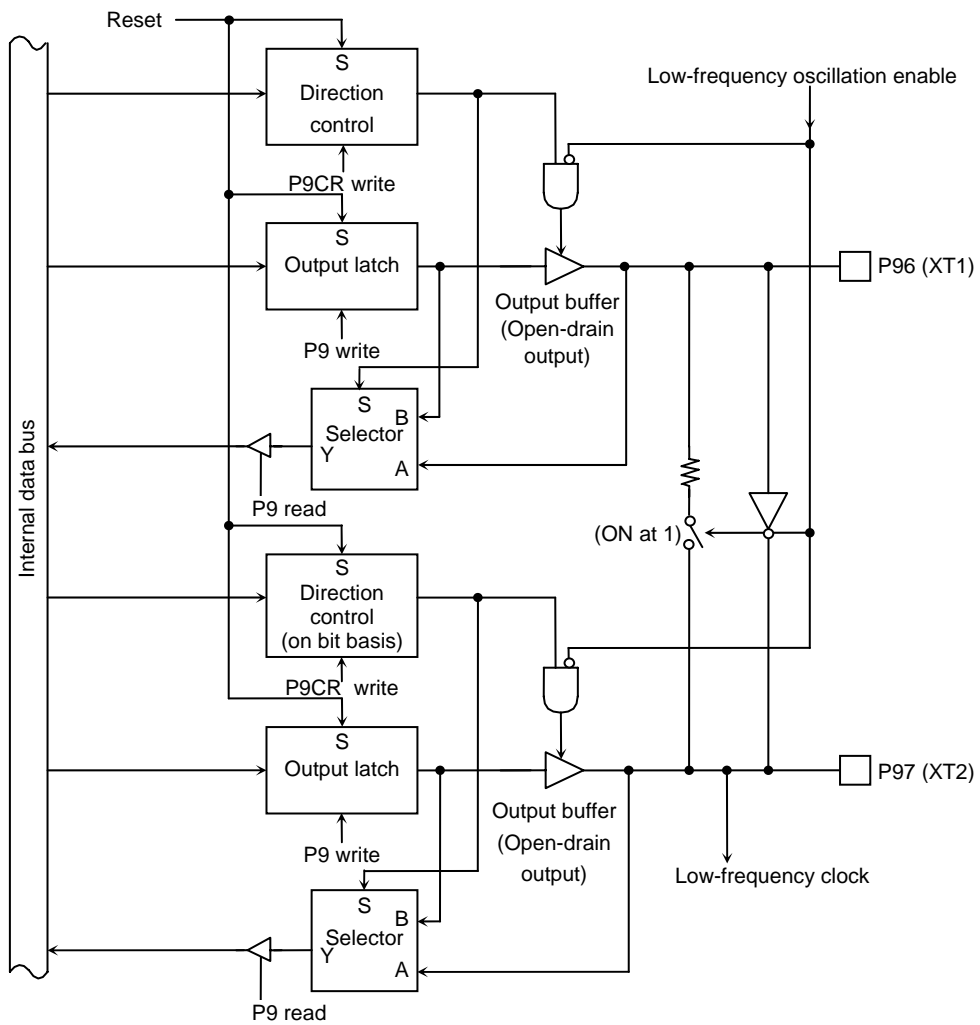 Reset
S
Direction
control
Low-frequency oscillation enable
P9CR write
S
Output latch
P96 (XT1)
Output buffer
(Open-drain
output)
P9 write
S
B
Selector
Y
A
P9 read
(ON at 1)
Internal data bus
S
Direction
control
(on bit basis)
P9CR write
S
Output latch
P97 (XT2)
Output buffer
(Open-drain
output)
P9 write
Low-frequency clock
S
B
Selector
Y
A
P9 read